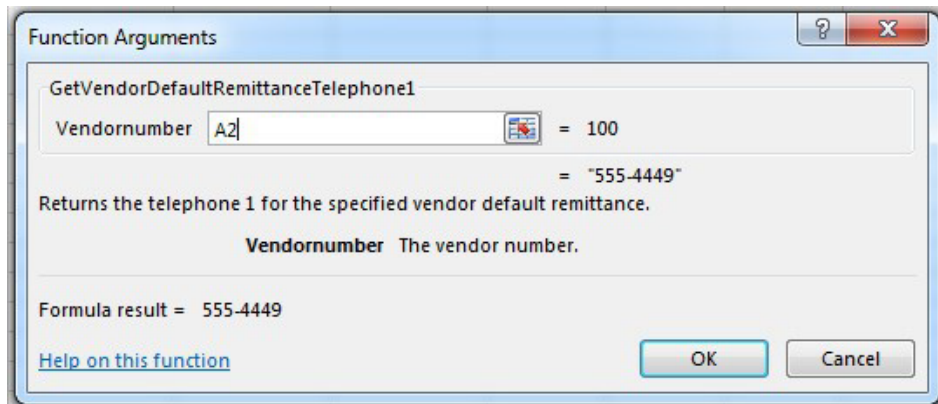 Function Arguments
?
X
GetVendorDefaultRemittanceTelephone1
Vendornumber A2 = 100
= "555-4449"
Returns the telephone 1 for the specified vendor default remittance.
Vendornumber The vendor number.
Formula result = 555-4449
Help on this function
OK
Cancel